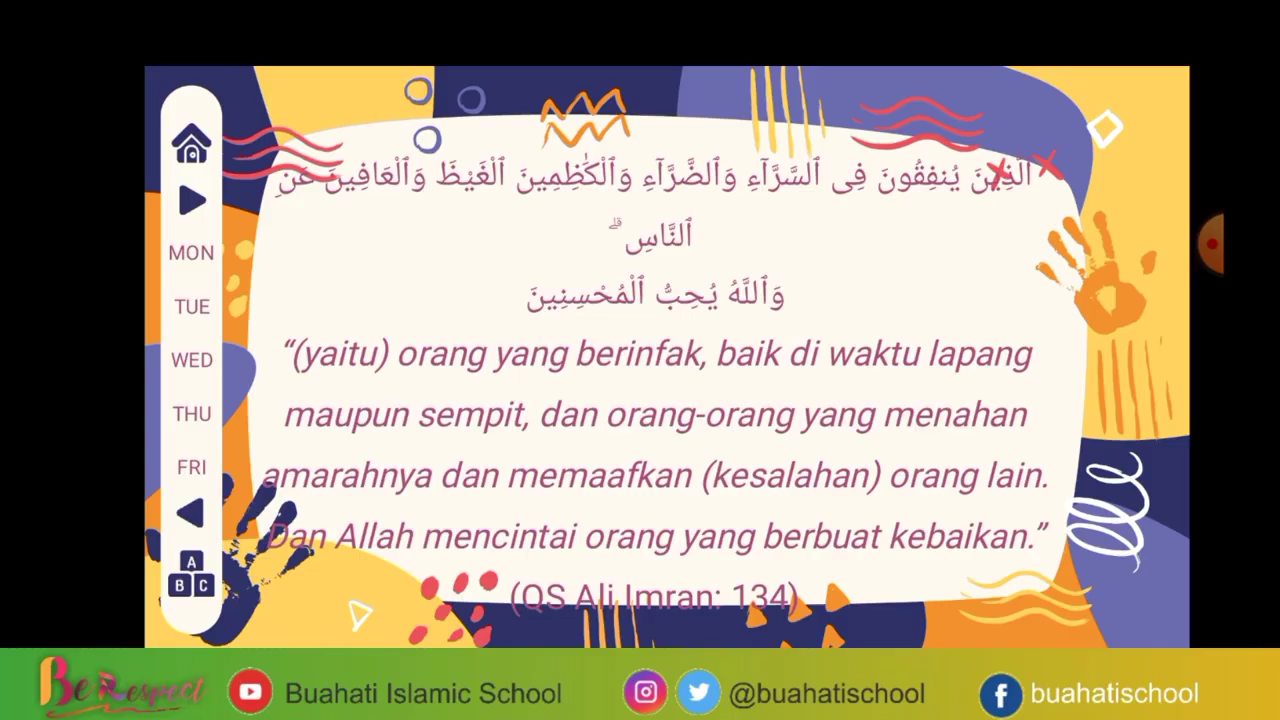 ٱلَّذِينَ يُنفِقُونَ فِى ٱلسَّرَّآءِ وَٱلضَّرَّآءِ وَٱلْكَٰظِمِينَ ٱلْغَيْظَ وَٱلْعَافِينَ عَنِ
ٱلنَّاسِ ۗ
وَٱللَّهُ يُحِبُّ ٱلْمُحْسِنِينَ
“(yaitu) orang yang berinfak, baik di waktu lapang
maupun sempit, dan orang-orang yang menahan
amarahnya dan memaafkan (kesalahan) orang lain.
Dan Allah mencintai orang yang berbuat kebaikan.”
(QS Ali Imran: 134)
MON
TUE
WED
THU
FRI
A
B C
Be Respect
Buahati Islamic School
@buahatischool
buahatischool